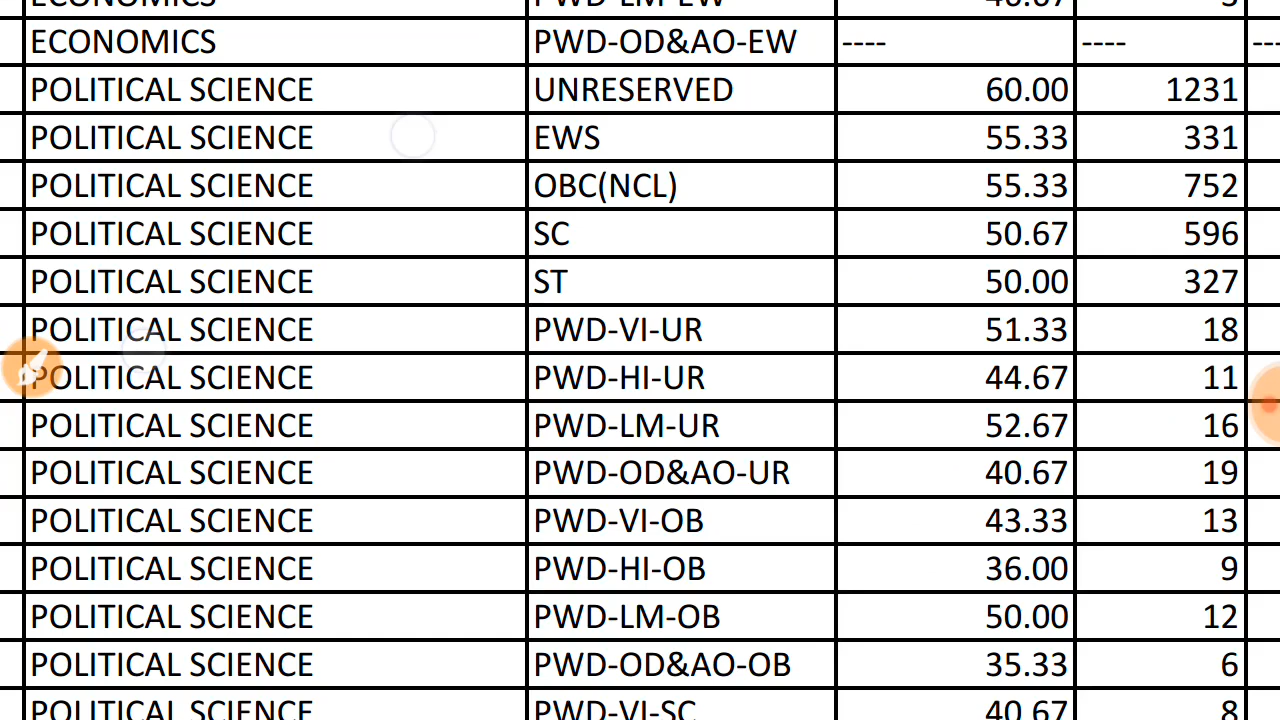 ECONOMICS PWD-LM-EW 46.67
ECONOMICS PWD-OD&AO-EW ---- ---- ---
POLITICAL SCIENCE UNRESERVED 60.00 1231
POLITICAL SCIENCE EWS 55.33 331
POLITICAL SCIENCE OBC(NCL) 55.33 752
POLITICAL SCIENCE SC 50.67 596
POLITICAL SCIENCE ST 50.00 327
POLITICAL SCIENCE PWD-VI-UR 51.33 18
POLITICAL SCIENCE PWD-HI-UR 44.67 11
POLITICAL SCIENCE PWD-LM-UR 52.67 16
POLITICAL SCIENCE PWD-OD&AO-UR 40.67 19
POLITICAL SCIENCE PWD-VI-OB 43.33 13
POLITICAL SCIENCE PWD-HI-OB 36.00 9
POLITICAL SCIENCE PWD-LM-OB 50.00 12
POLITICAL SCIENCE PWD-OD&AO-OB 35.33 6
POLITICAL SCIENCE PWD-VI-SC 40.67 8